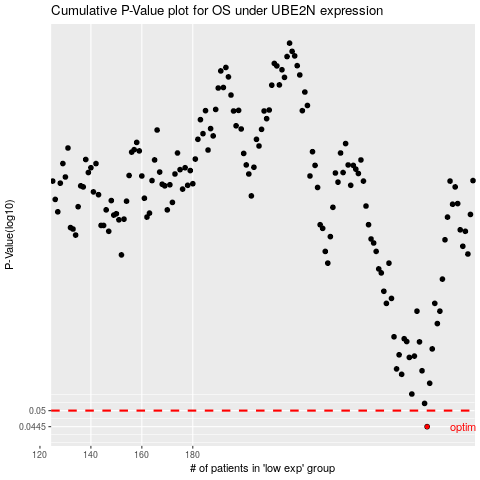 Cumulative P-Value plot for OS under UBE2N expression
P-Value(log10)
0.05
0.0445
optim
120 140 160 180
# of patients in 'low exp' group